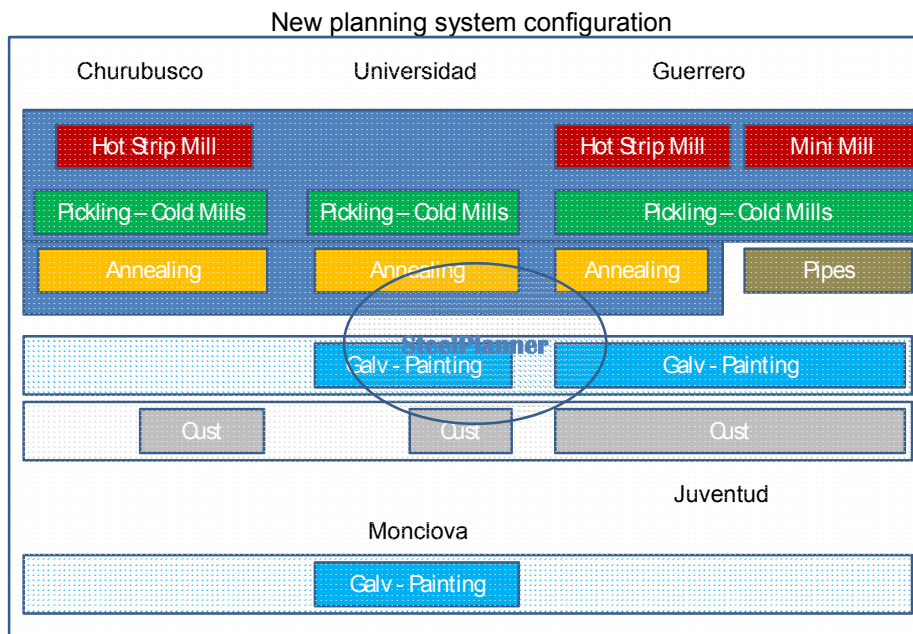 New planning system configuration
Churubusco Universidad Guerrero
Hot Strip Mill Hot Strip Mill Mini Mill
Pickling – Cold Mills Pickling – Cold Mills Pickling – Cold Mills
Annealing Annealing Annealing Pipes
SteelPlanner
Galv - Painting Galv - Painting
Cust Cust Cust
Juventud
Monclova
Galv - Painting